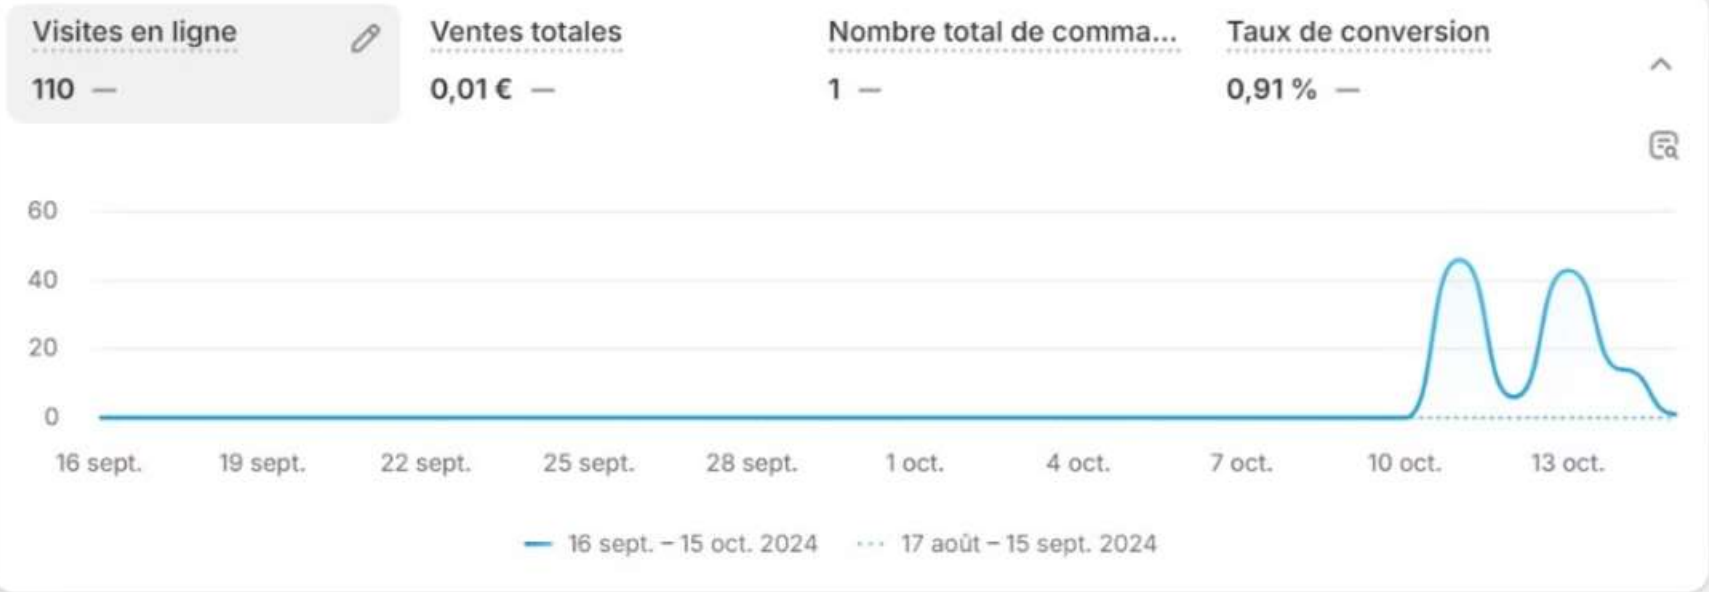 Visites en ligne
110 —
Ventes totales
0,01 € —
Nombre total de comma...
1 —
Taux de conversion
0,91 % —
60
40
20
0
16 sept. 19 sept. 22 sept. 25 sept. 28 sept. 1 oct. 4 oct. 7 oct. 10 oct. 13 oct.
16 sept. – 15 oct. 2024 17 août – 15 sept. 2024